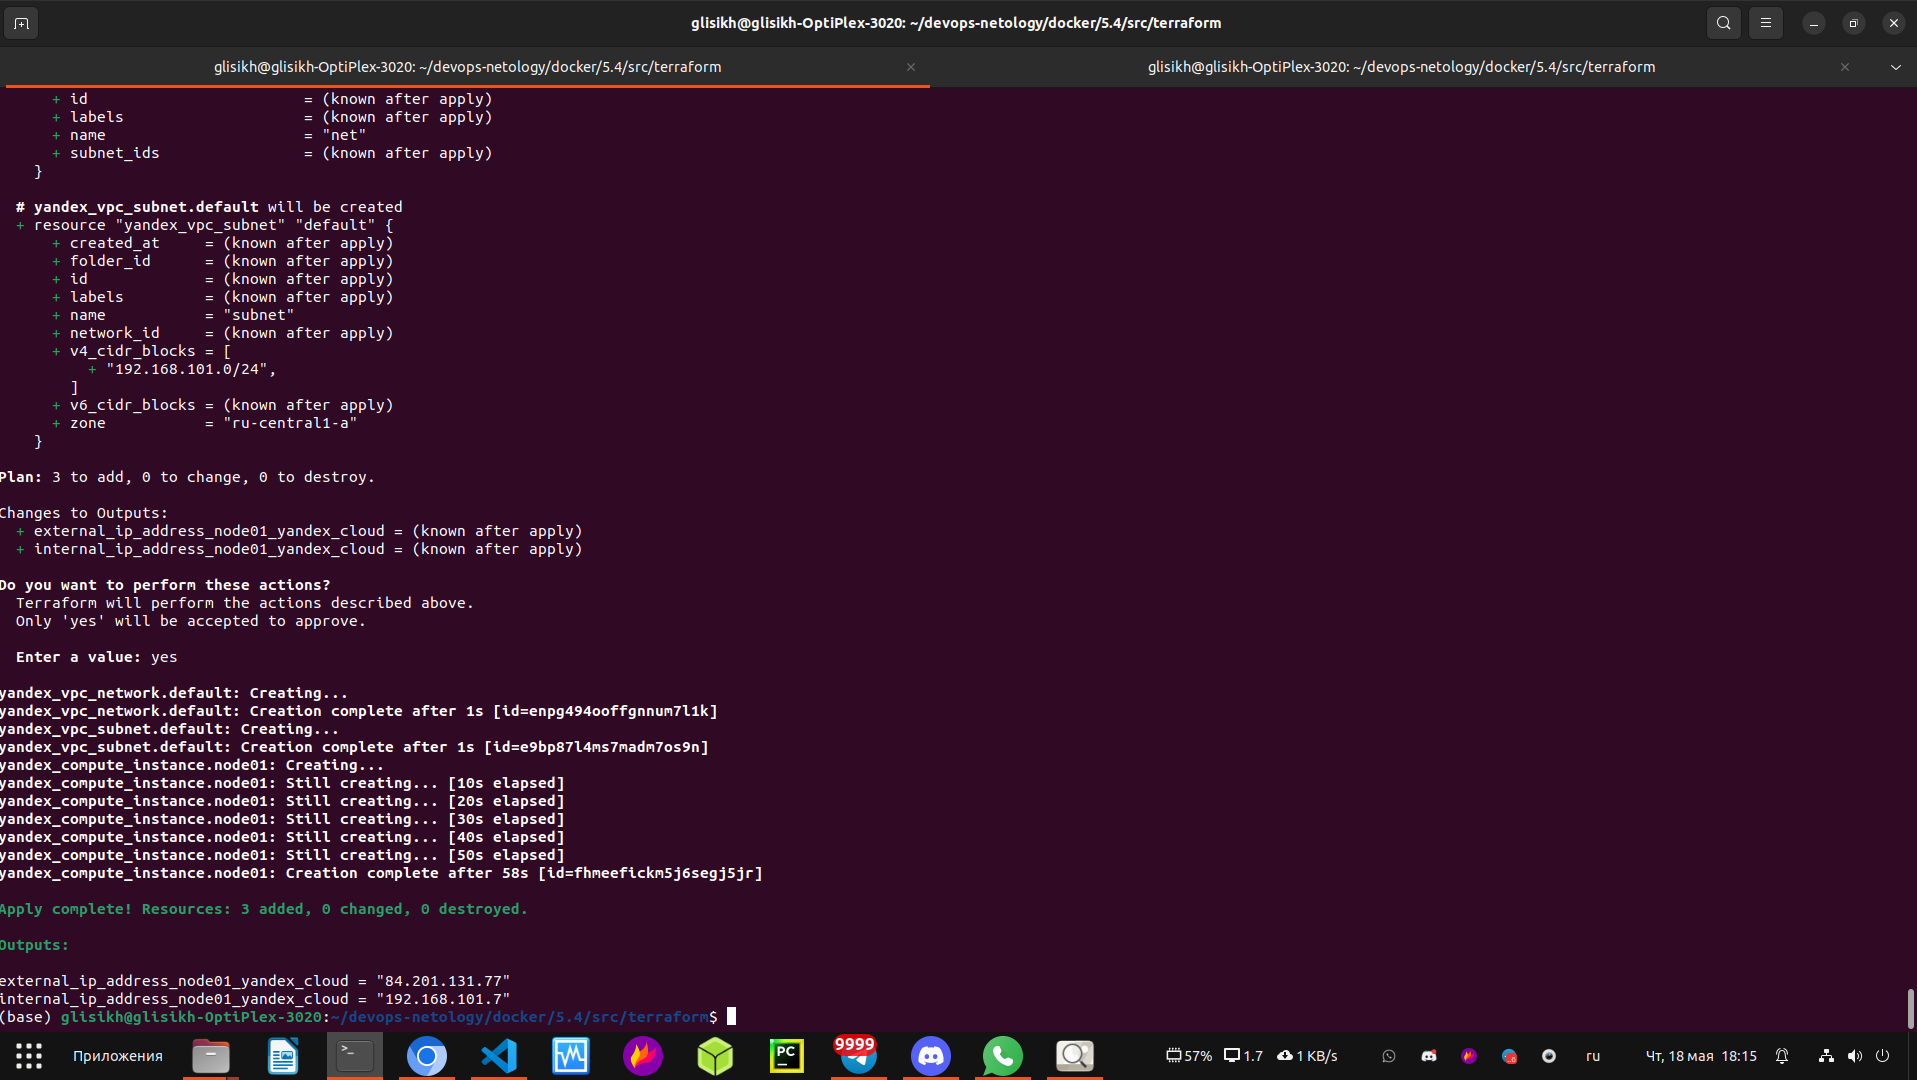 glisikh@glisikh-OptiPlex-3020: ~/devops-netology/docker/5.4/src/terraform
glisikh@glisikh-OptiPlex-3020: ~/devops-netology/docker/5.4/src/terraform
glisikh@glisikh-OptiPlex-3020: ~/devops-netology/docker/5.4/src/terraform
+ id = (known after apply)
+ labels = (known after apply)
+ name = "net"
+ subnet_ids = (known after apply)
}
# yandex_vpc_subnet.default will be created
+ resource "yandex_vpc_subnet" "default" {
+ created_at = (known after apply)
+ folder_id = (known after apply)
+ id = (known after apply)
+ labels = (known after apply)
+ name = "subnet"
+ network_id = (known after apply)
+ v4_cidr_blocks = [
+ "192.168.101.0/24",
]
+ v6_cidr_blocks = (known after apply)
+ zone = "ru-central1-a"
}
Plan: 3 to add, 0 to change, 0 to destroy.
Changes to Outputs:
+ external_ip_address_node01_yandex_cloud = (known after apply)
+ internal_ip_address_node01_yandex_cloud = (known after apply)
Do you want to perform these actions?
Terraform will perform the actions described above.
Only 'yes' will be accepted to approve.
Enter a value: yes
yandex_vpc_network.default: Creating...
yandex_vpc_network.default: Creation complete after 1s [id=enpg494ooffgnnum7l1k]
yandex_vpc_subnet.default: Creating...
yandex_vpc_subnet.default: Creation complete after 1s [id=e9bp87l4ms7madm7os9n]
yandex_compute_instance.node01: Creating...
yandex_compute_instance.node01: Still creating... [10s elapsed]
yandex_compute_instance.node01: Still creating... [20s elapsed]
yandex_compute_instance.node01: Still creating... [30s elapsed]
yandex_compute_instance.node01: Still creating... [40s elapsed]
yandex_compute_instance.node01: Still creating... [50s elapsed]
yandex_compute_instance.node01: Creation complete after 58s [id=fhmeefickm5j6segj5jr]
Apply complete! Resources: 3 added, 0 changed, 0 destroyed.
Outputs:
external_ip_address_node01_yandex_cloud = "84.201.131.77"
internal_ip_address_node01_yandex_cloud = "192.168.101.7"
(base) glisikh@glisikh-OptiPlex-3020:~/devops-netology/docker/5.4/src/terraform$
Приложения
>_
PC
9999
57% 1.7 1 KB/s
ru
Чт, 18 мая 18:15